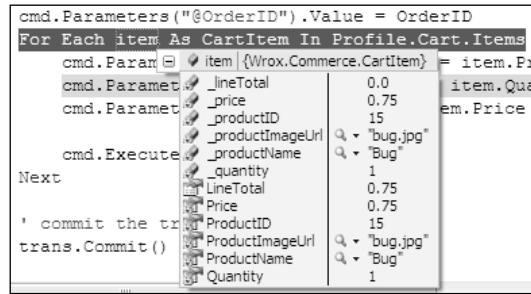 cmd.Parameters("@OrderID").Value = OrderID
For Each item As CartItem In Profile.Cart.Items
cmd.Param item {Wrox.Commerce.CartItem} = item.Pr
cmd.Paramet _lineTotal 0.0 item.Qua
cmd.Paramet _price 0.75 em.Price
_productID 15
_productImageUrl "bug.jpg"
cmd.Execute _productName "Bug"
Next _quantity 1
LineTotal 0.75
Price 0.75
' commit the tr ProductID 15
trans.Commit() ProductImageUrl "bug.jpg"
ProductName "Bug"
Quantity 1